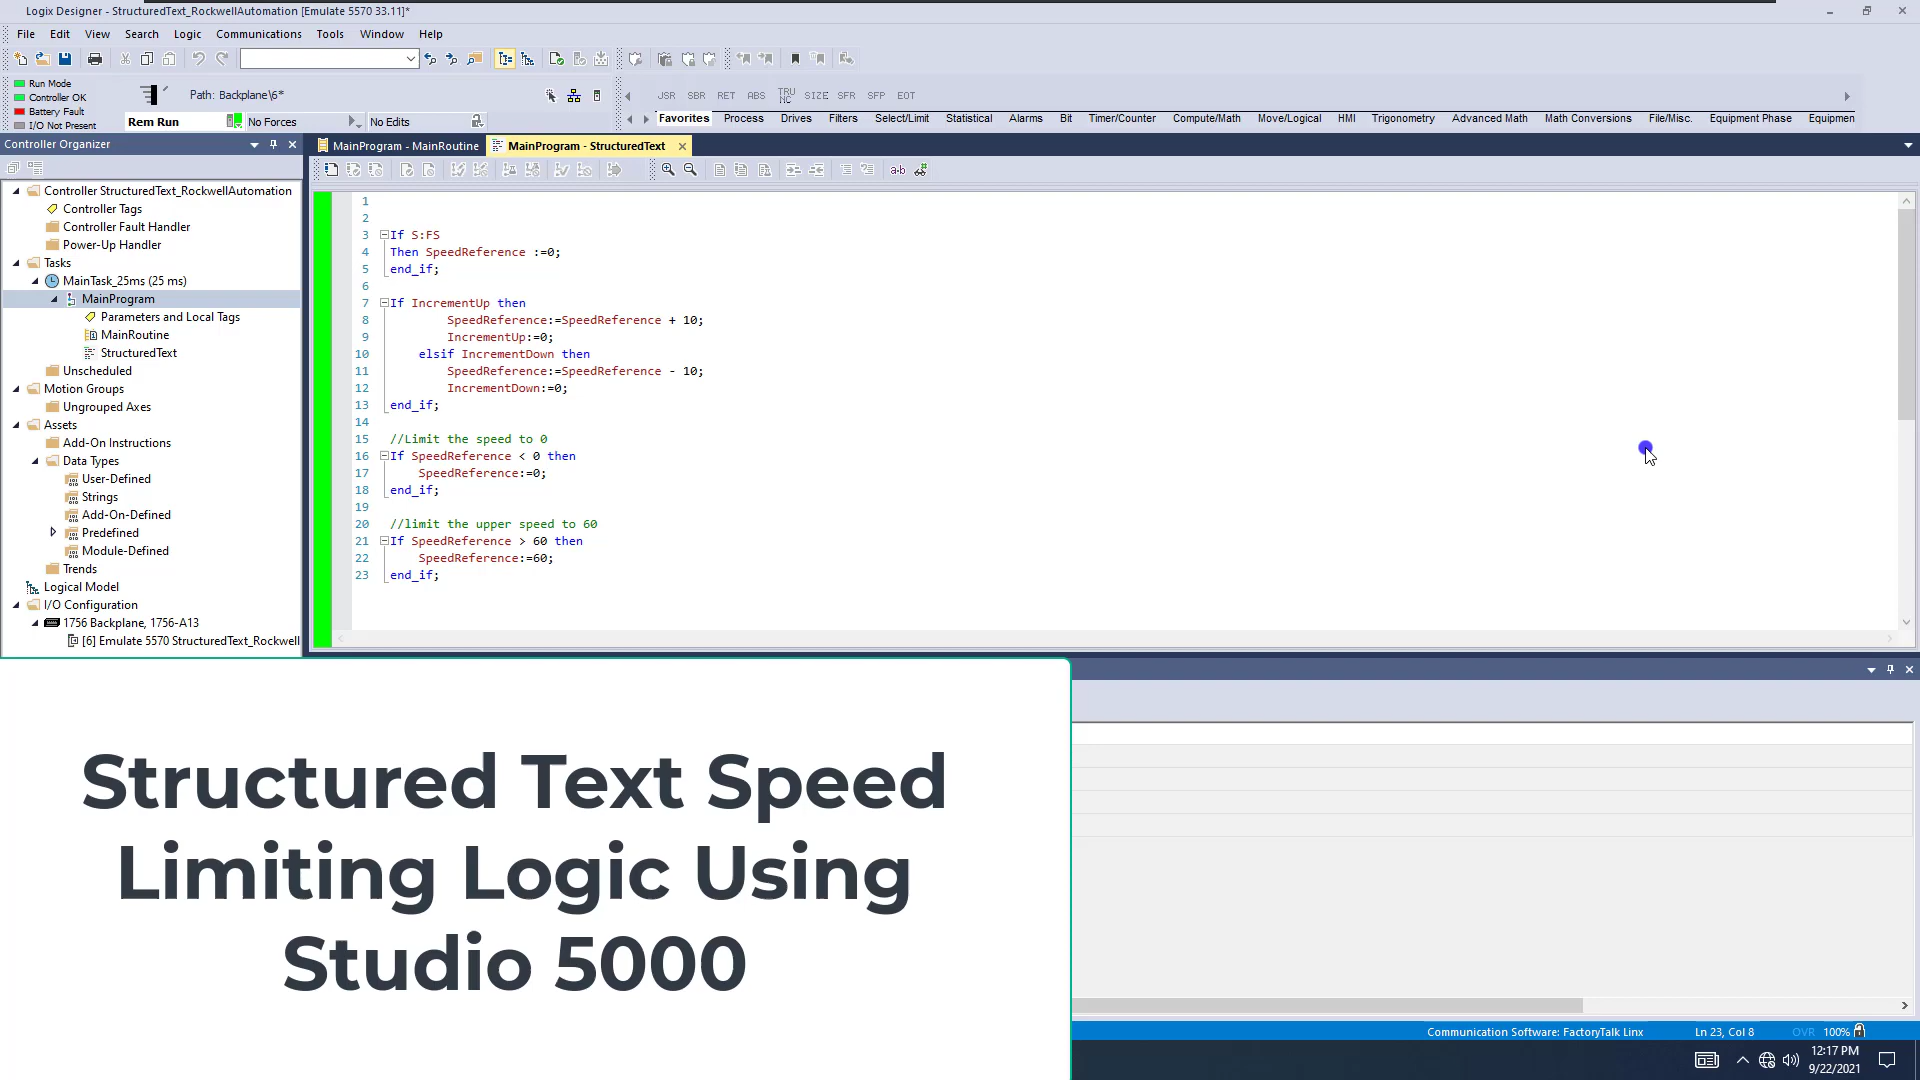 Logix Designer - StructuredText_RockwellAutomation [Emulate 5570 33.11]*
File Edit View Search Logic Communications Tools Window Help
Run Mode
Controller OK
Battery Fault
I/O Not Present
Path: Backplane\6*
Rem Run No Forces No Edits
JSR SBR RET ABS TRUNC SIZE SFR SFP EOT
Favorites Process Drives Filters Select/Limit Statistical Alarms Bit Timer/Counter Compute/Math Move/Logical HMI Trigonometry Advanced Math Math Conversions File/Misc. Equipment Phase Equipmen
Controller Organizer
MainProgram - MainRoutine
MainProgram - StructuredText
Controller StructuredText_RockwellAutomation
Controller Tags
Controller Fault Handler
Power-Up Handler
Tasks
MainTask_25ms (25 ms)
MainProgram
Parameters and Local Tags
MainRoutine
StructuredText
Unscheduled
Motion Groups
Ungrouped Axes
Assets
Add-On Instructions
Data Types
User-Defined
Strings
Add-On-Defined
Predefined
Module-Defined
Trends
Logical Model
I/O Configuration
1756 Backplane, 1756-A13
[6] Emulate 5570 StructuredText_Rockwell
1
2
3 If S:FS
4 Then SpeedReference :=0;
5 end_if;
6
7 If IncrementUp then
8 SpeedReference:=SpeedReference + 10;
9 IncrementUp:=0;
10 elsif IncrementDown then
11 SpeedReference:=SpeedReference - 10;
12 IncrementDown:=0;
13 end_if;
14
15 //Limit the speed to 0
16 If SpeedReference < 0 then
17 SpeedReference:=0;
18 end_if;
19
20 //limit the upper speed to 60
21 If SpeedReference > 60 then
22 SpeedReference:=60;
23 end_if;
Structured Text Speed
Limiting Logic Using
Studio 5000
Communication Software: FactoryTalk Linx Ln 23, Col 8 OVR 100%
12:17 PM
9/22/2021